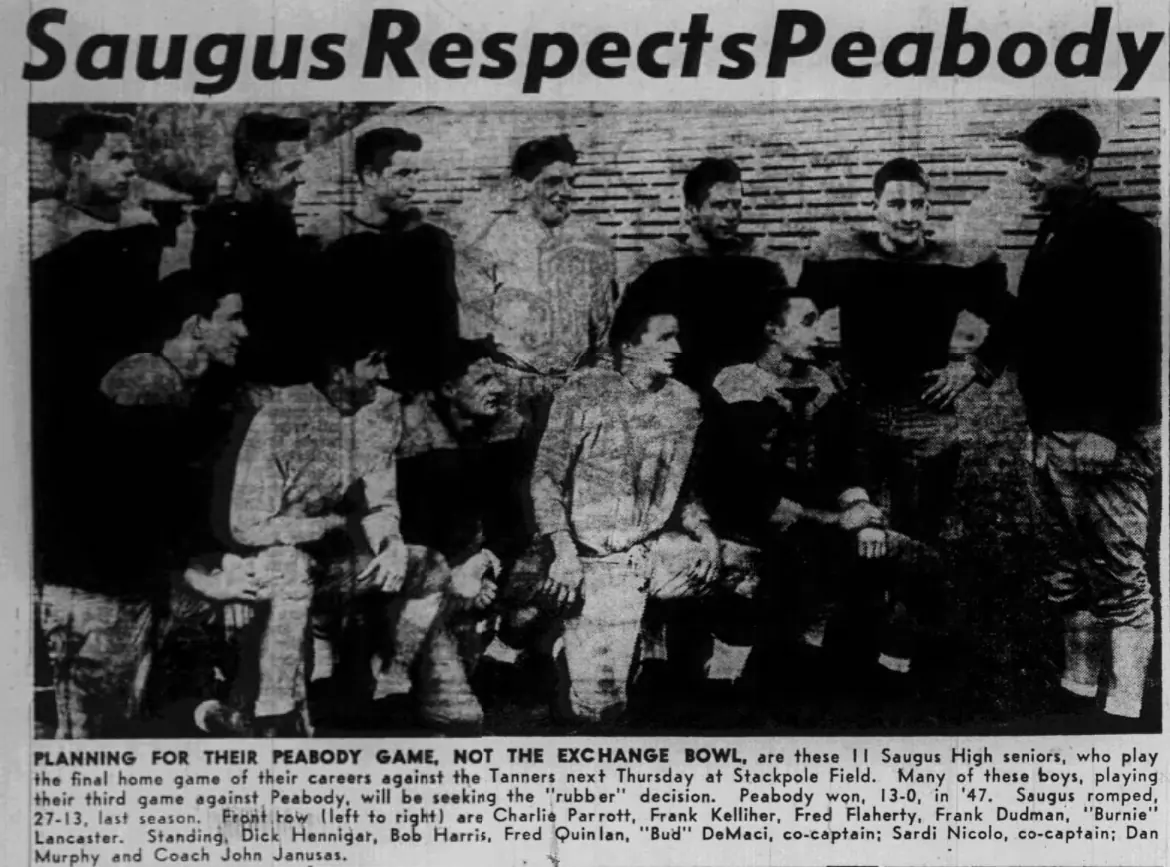 Saugus Respects Peabody
PLANNING FOR THEIR PEABODY GAME, NOT THE EXCHANGE BOWL, are these 11 Saugus High seniors, who play
the final home game of their careers against the Tanners next Thursday at Stackpole Field. Many of these boys, playing
their third game against Peabody, will be seeking the "rubber" decision. Peabody won, 13-0, in '47. Saugus romped,
27-13, last season. Front row (left to right) are Charlie Parrott, Frank Kelliher, Fred Flaherty, Frank Dudman, "Burnie"
Lancaster. Standing, Dick Hennigar, Bob Harris, Fred Quinlan, "Bud" DeMaci, co-captain; Sardi Nicolo, co-captain; Dan
Murphy and Coach John Janusas.